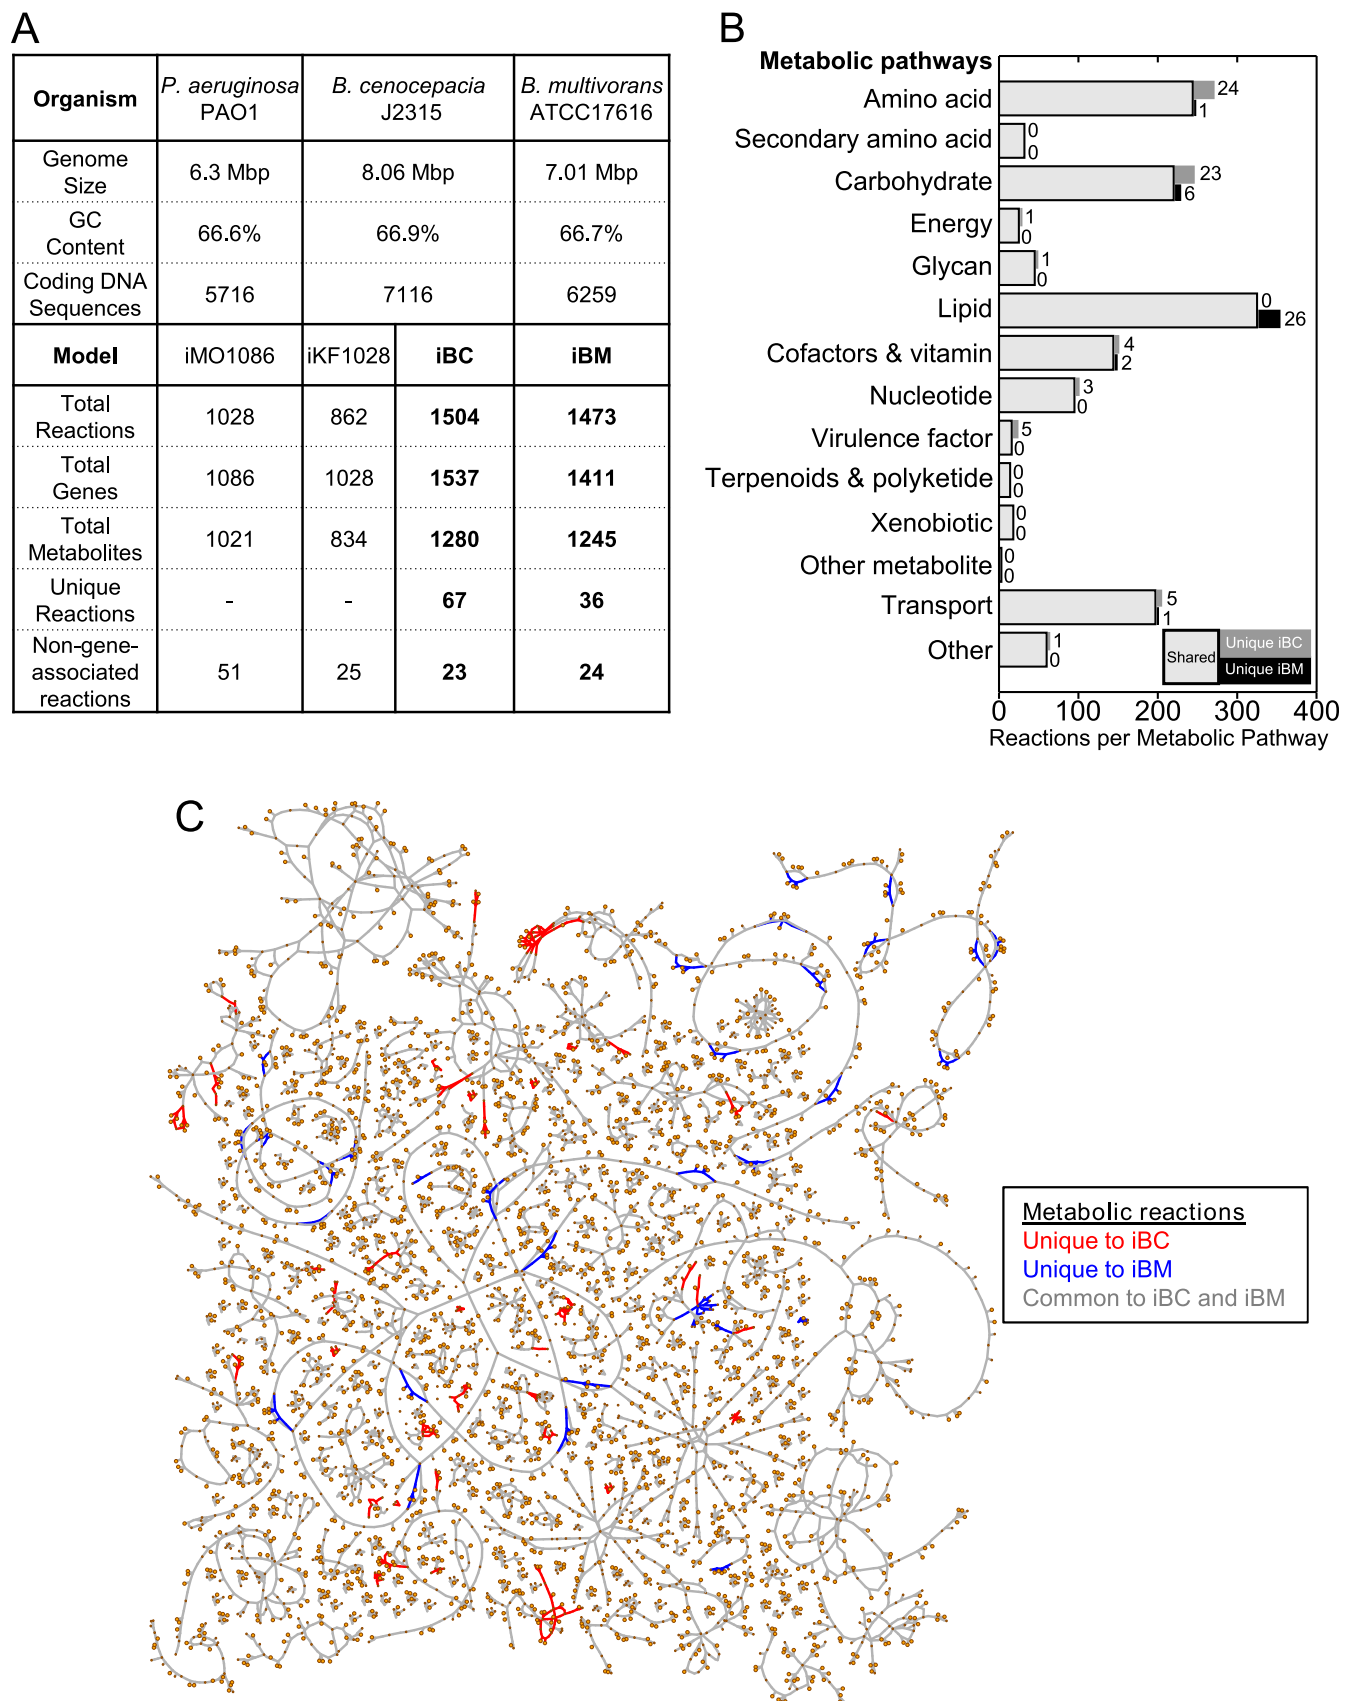 A
Organism
P. aeruginosa
PAO1
B. cenocepacia
J2315
B. multivorans
ATCC17616
Genome
Size
6.3 Mbp
8.06 Mbp
7.01 Mbp
GC
Content
66.6%
66.9%
66.7%
Coding DNA
Sequences
5716
7116
6259
Model
iMO1086
iKF1028
iBC
iBM
Total
Reactions
1028
862
1504
1473
Total
Genes
1086
1028
1537
1411
Total
Metabolites
1021
834
1280
1245
Unique
Reactions
-
-
67
36
Non-gene-
associated
reactions
51
25
23
24
B
Metabolic pathways
Amino acid
24
1
Secondary amino acid
0
0
Carbohydrate
23
6
Energy
1
0
Glycan
1
0
Lipid
0
26
Cofactors & vitamin
4
2
Nucleotide
3
0
Virulence factor
5
0
Terpenoids & polyketide
0
0
Xenobiotic
0
0
Other metabolite
0
0
Transport
5
1
Other
1
0
Shared
Unique iBC
Unique iBM
0 100 200 300 400
Reactions per Metabolic Pathway
C
Metabolic reactions
Unique to iBC
Unique to iBM
Common to iBC and iBM